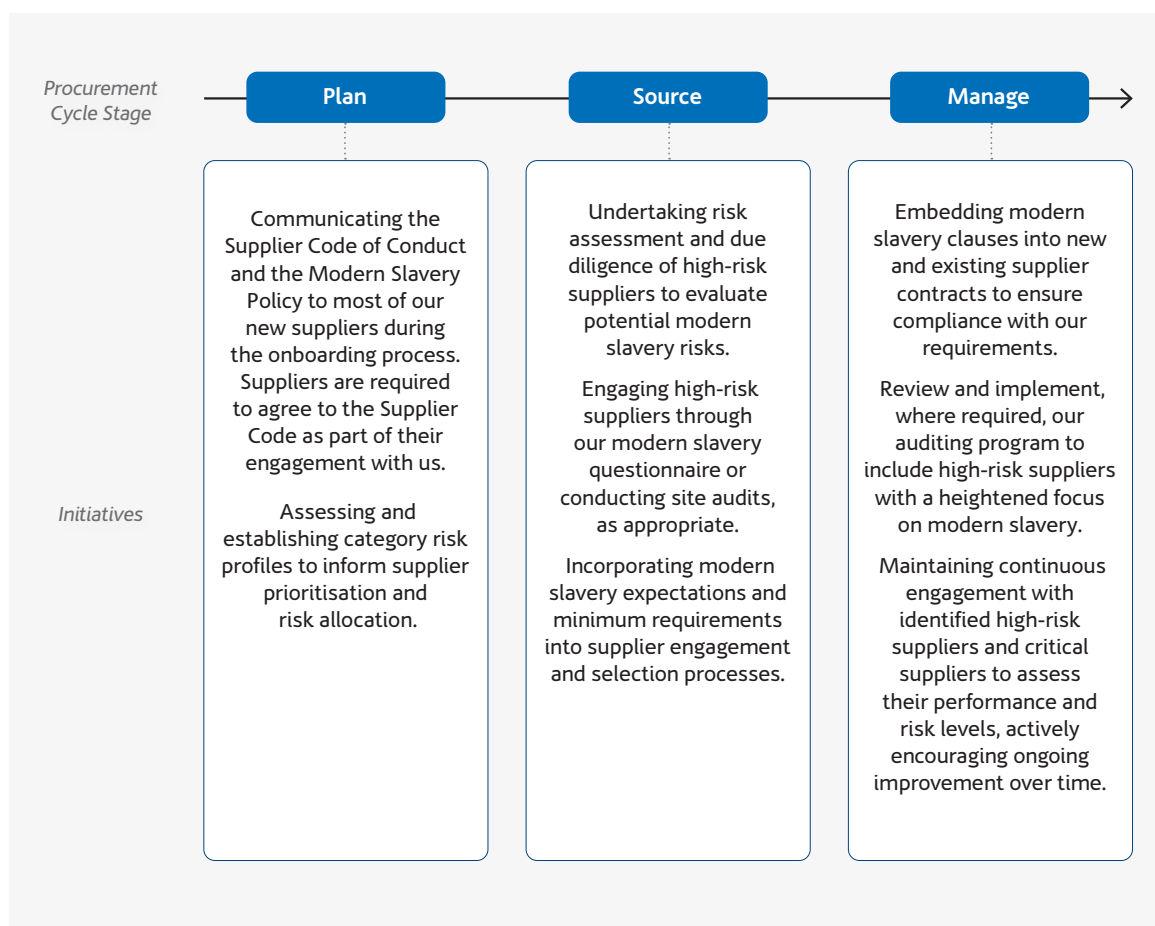 Procurement
Cycle Stage
Plan
Source
Manage
Initiatives
Communicating the
Supplier Code of Conduct
and the Modern Slavery
Policy to most of our
new suppliers during
the onboarding process.
Suppliers are required
to agree to the Supplier
Code as part of their
engagement with us.
Assessing and
establishing category risk
profiles to inform supplier
prioritisation and
risk allocation.
Undertaking risk
assessment and due
diligence of high-risk
suppliers to evaluate
potential modern
slavery risks.
Engaging high-risk
suppliers through
our modern slavery
questionnaire or
conducting site audits,
as appropriate.
Incorporating modern
slavery expectations and
minimum requirements
into supplier engagement
and selection processes.
Embedding modern
slavery clauses into new
and existing supplier
contracts to ensure
compliance with our
requirements.
Review and implement,
where required, our
auditing program to
include high-risk suppliers
with a heightened focus
on modern slavery.
Maintaining continuous
engagement with
identified high-risk
suppliers and critical
suppliers to assess
their performance and
risk levels, actively
encouraging ongoing
improvement over time.